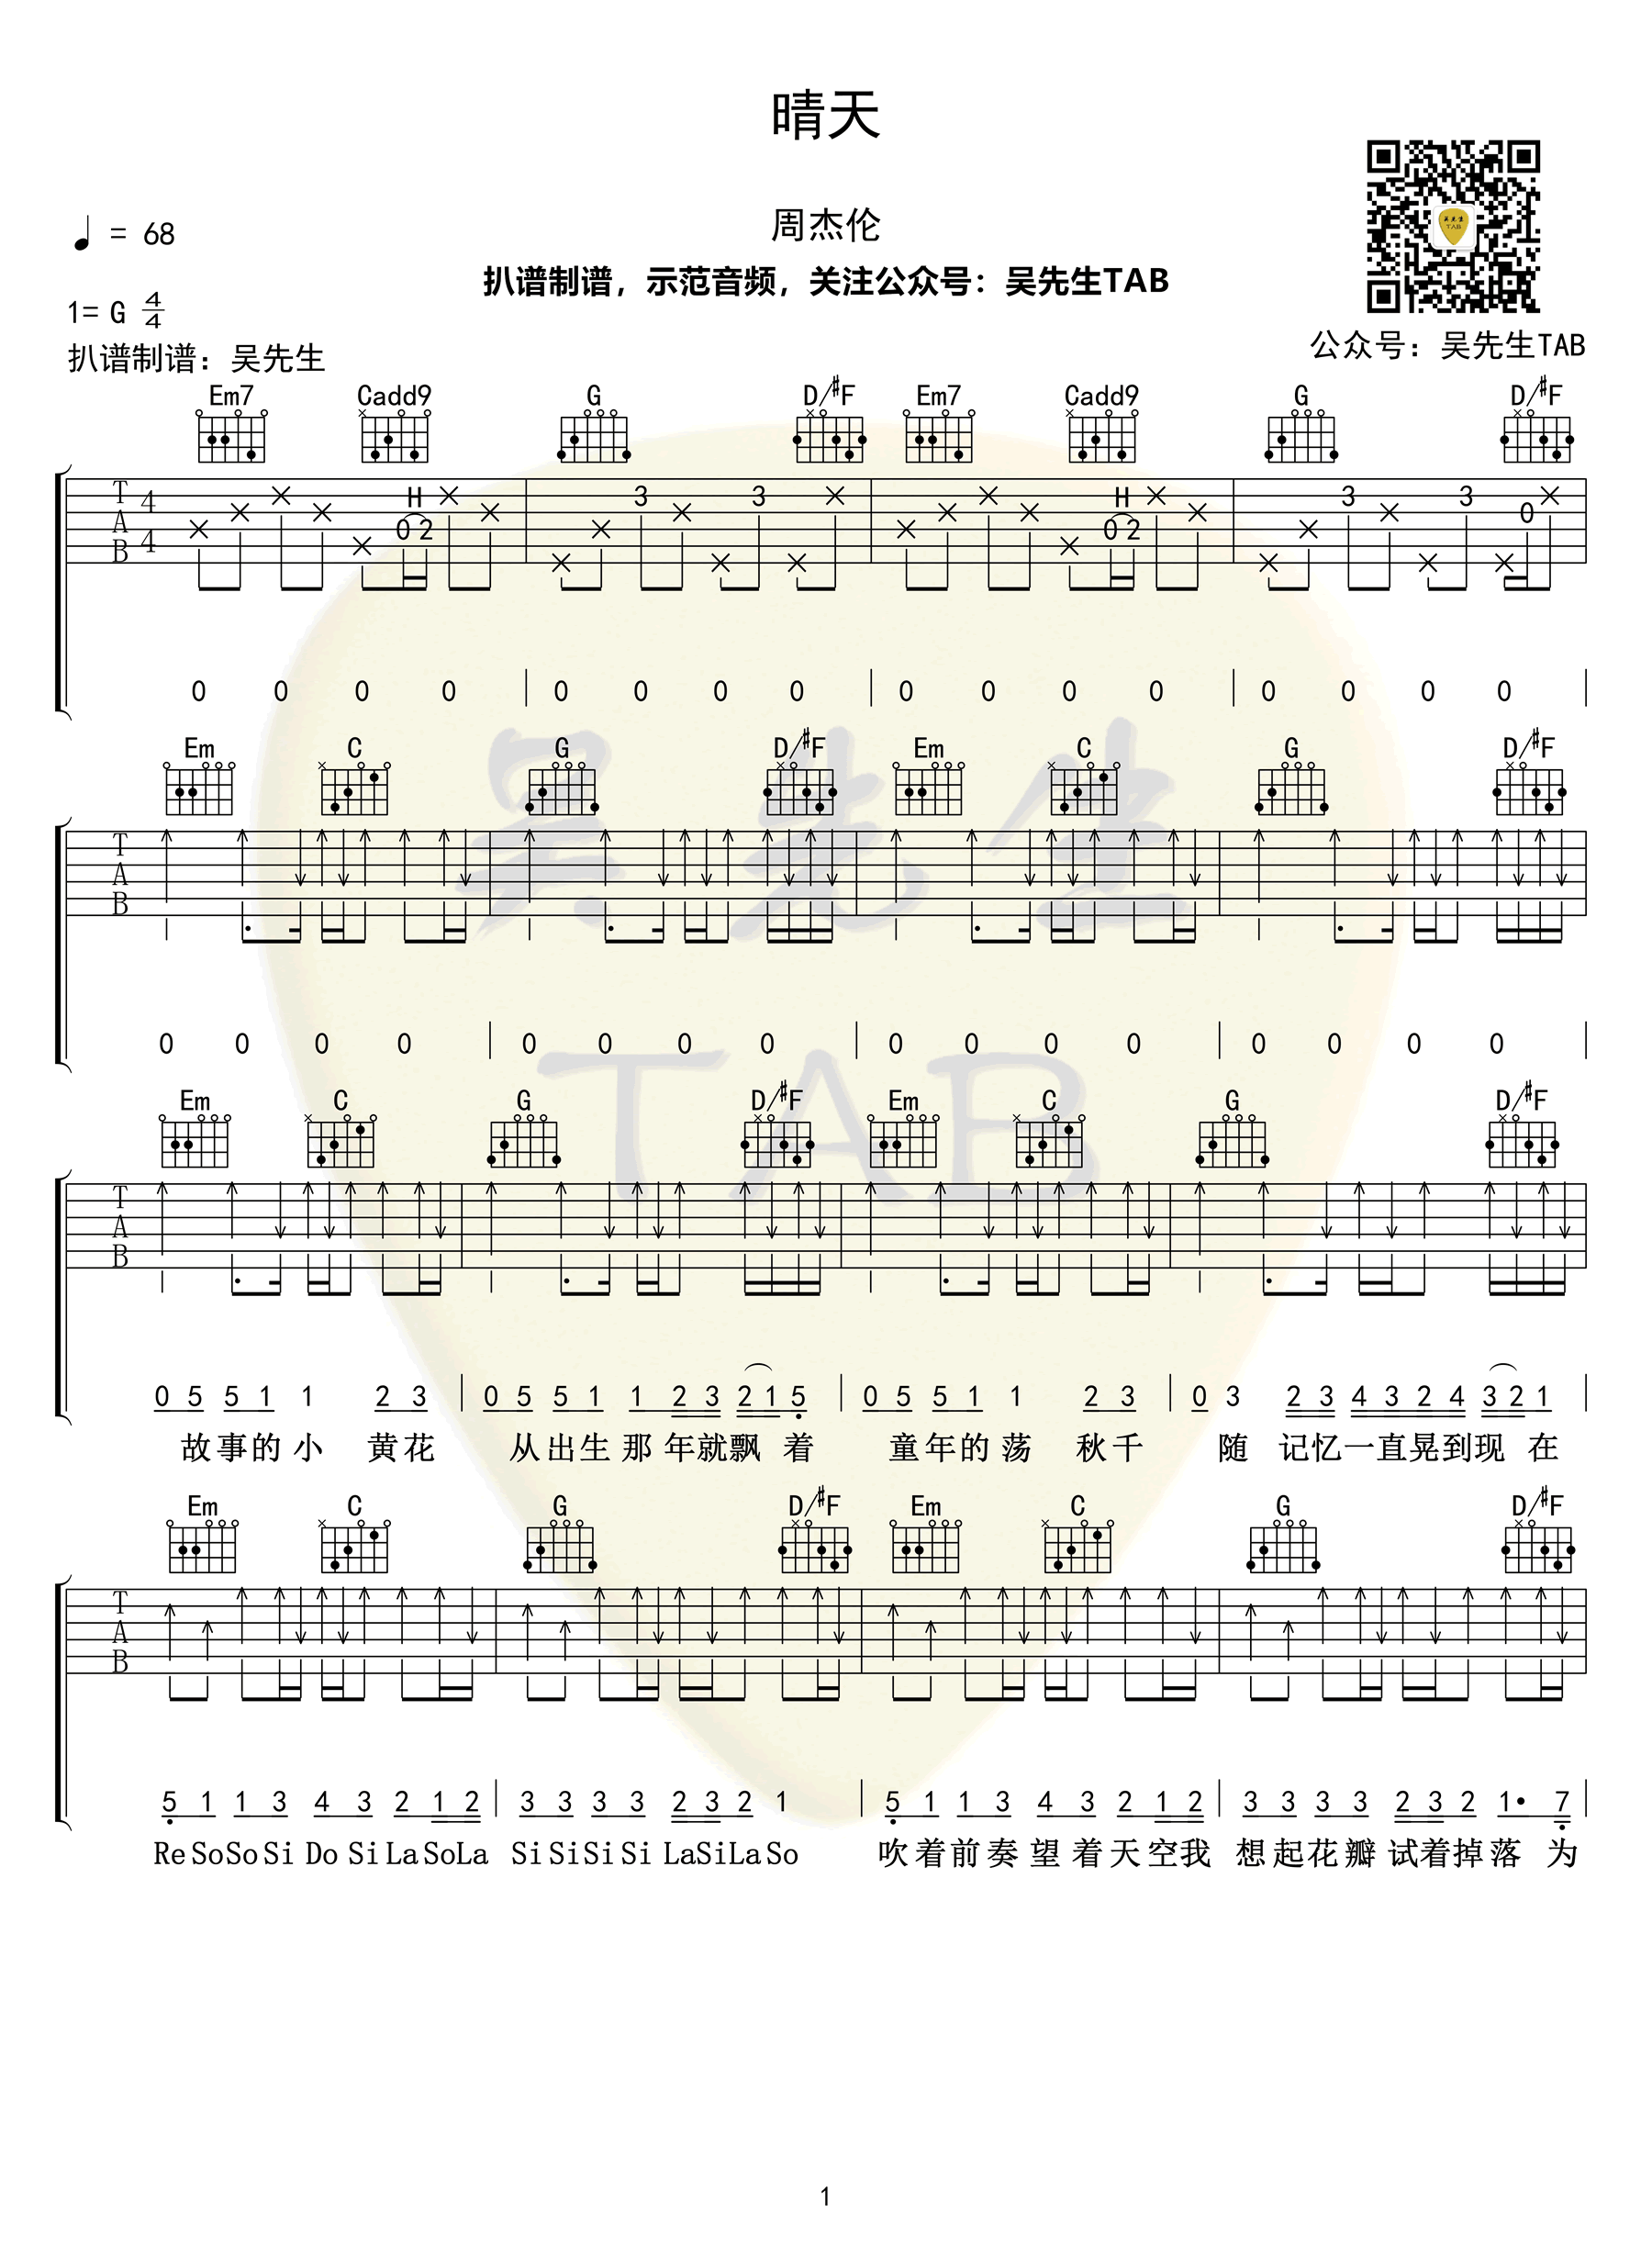 晴天
周杰伦
♩ = 68
扒谱制谱，示范音频，关注公众号：吴先生TAB
1= G 4/4
扒谱制谱：吴先生
公众号：吴先生TAB
Em7 Cadd9 G D/#F Em7 Cadd9 G D/#F
T A B 4 4 H 0 2 3 3 H 0 2 3 3 0
0 0 0 0 | 0 0 0 0 | 0 0 0 0 | 0 0 0 0 |
吴先生
Em C G D/#F Em C G D/#F
T A B
0 0 0 0 | 0 0 0 0 | 0 0 0 0 | 0 0 0 0 |
TAB
Em C G D/#F Em C G D/#F
T A B
0 5 5 1 1 2 3 | 0 5 5 1 1 2 3 2 1 5 | 0 5 5 1 1 2 3 | 0 3 2 3 4 3 2 4 3 2 1 |
故事的小 黄花 从出生那年就飘着 童年的荡 秋千 随 记忆一直晃到现在
Em C G D/#F Em C G D/#F
T A B
5 1 1 3 4 3 2 1 2 | 3 3 3 3 2 3 2 1 | 5 1 1 3 4 3 2 1 2 | 3 3 3 3 2 3 2 1• 7 |
Re So So Si Do Si La So La Si Si Si Si La Si La So 吹着前奏望着天空我 想起花瓣试着掉落 为
1